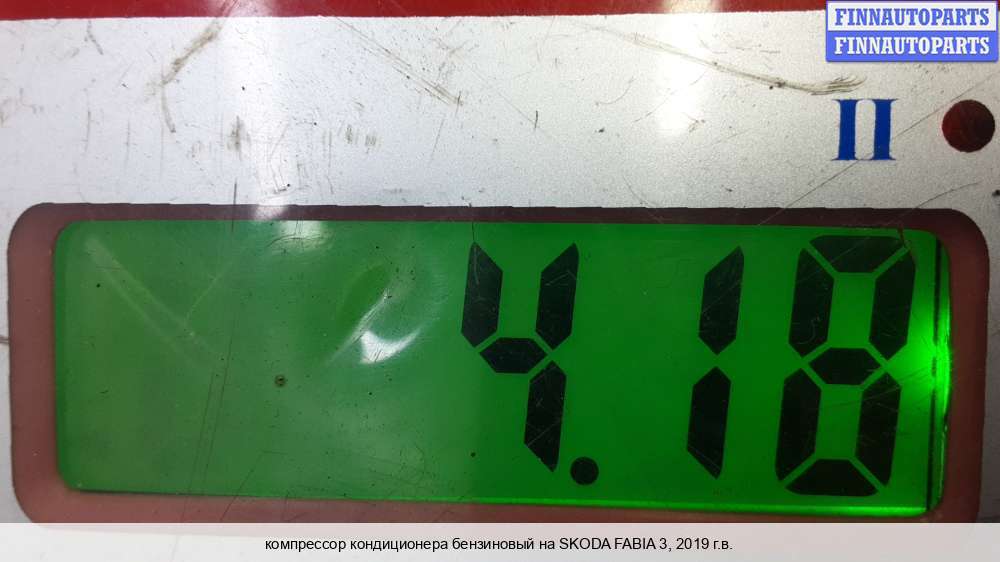 FINNAUTOPARTS
FINNAUTOPARTS
II
4.18
компрессор кондиционера бензиновый на SKODA FABIA 3, 2019 г.в.